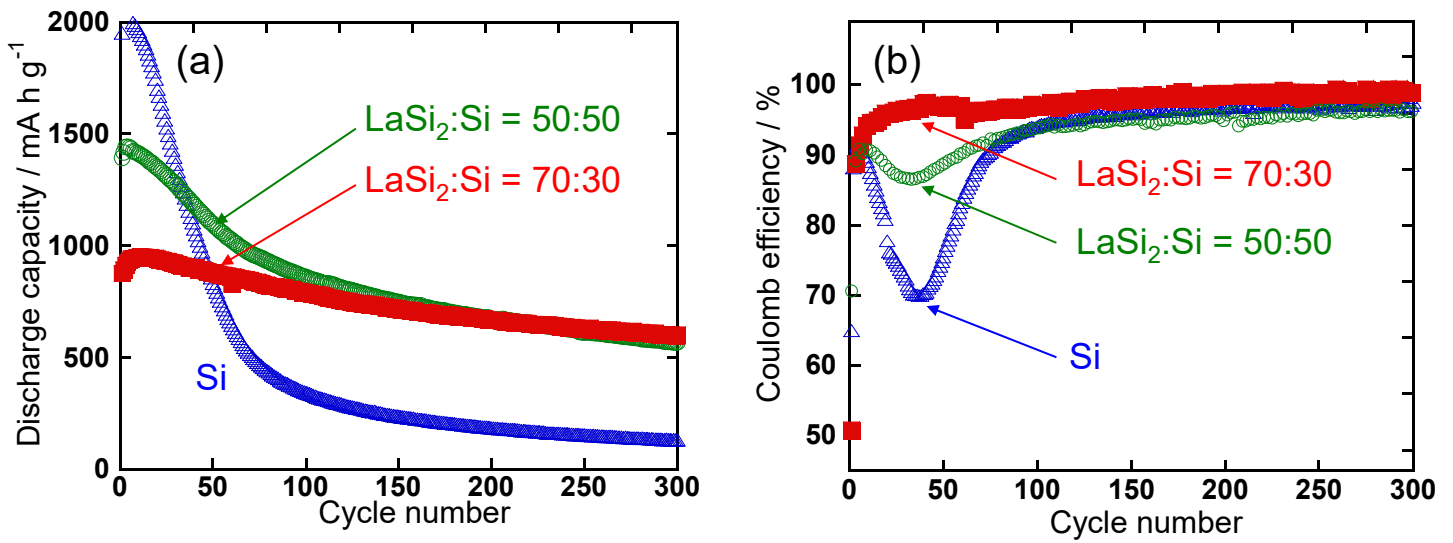 (a)
Discharge capacity / mA h g⁻¹
2000
1500
1000
500
0
LaSi₂:Si = 50:50
LaSi₂:Si = 70:30
Si
0 50 100 150 200 250 300
Cycle number
(b)
Coulomb efficiency / %
100
90
80
70
60
50
LaSi₂:Si = 70:30
LaSi₂:Si = 50:50
Si
0 50 100 150 200 250 300
Cycle number